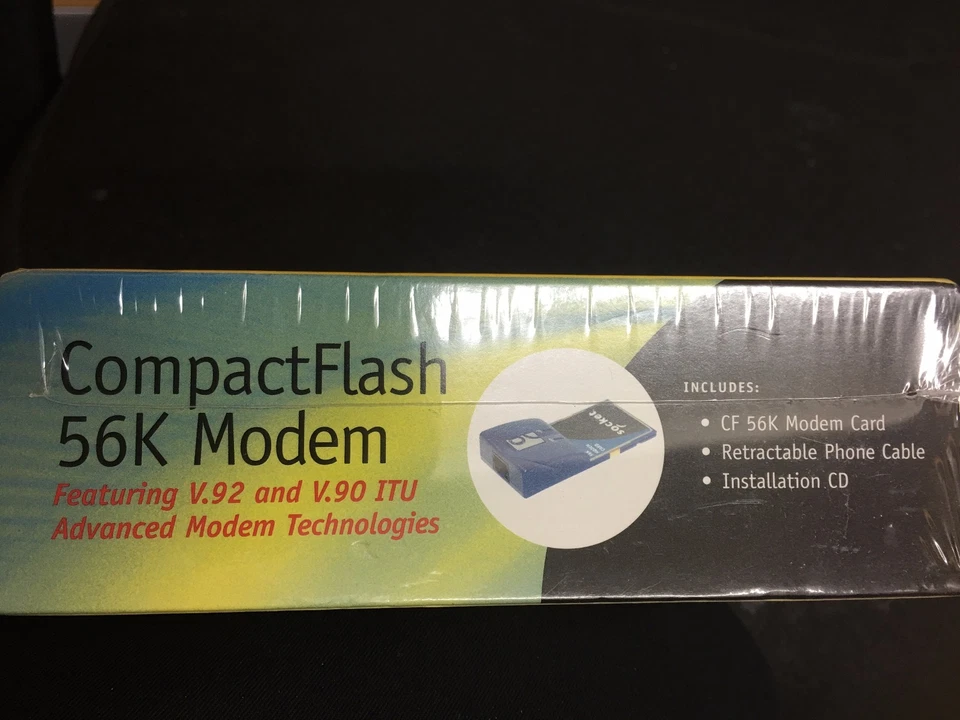 CompactFlash
56K Modem
Featuring V.92 and V.90 ITU
Advanced Modem Technologies
socket
INCLUDES:
• CF 56K Modem Card
• Retractable Phone Cable
• Installation CD